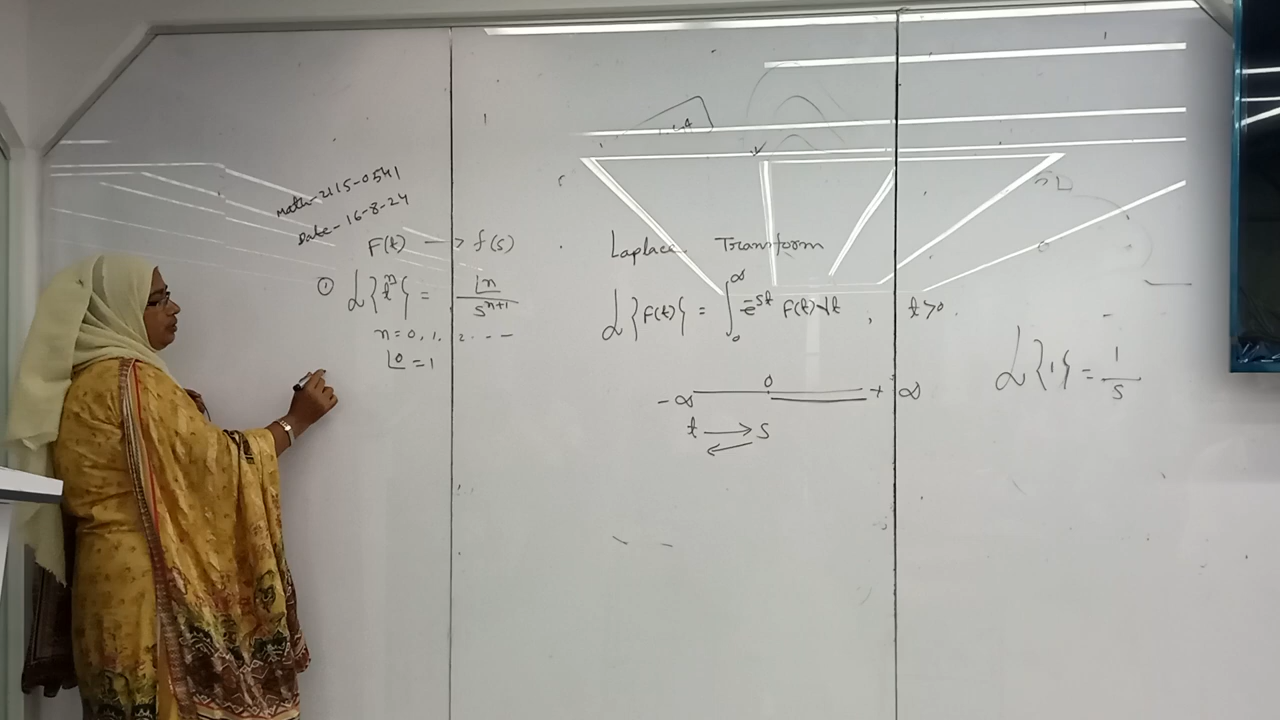 Math-2115-0541
Date-16-8-24
F(t) → f(s)
① ℒ{tⁿ} = ⌊n / sⁿ⁺¹
n = 0, 1, 2 . . --
⌊0 = 1
Laplace Transform
ℒ{F(t)} = ∫₀^∞ e^-st F(t) dt , t>0.
0
-∞ + ∞
t ⇄ s
ℒ{1} = 1/s